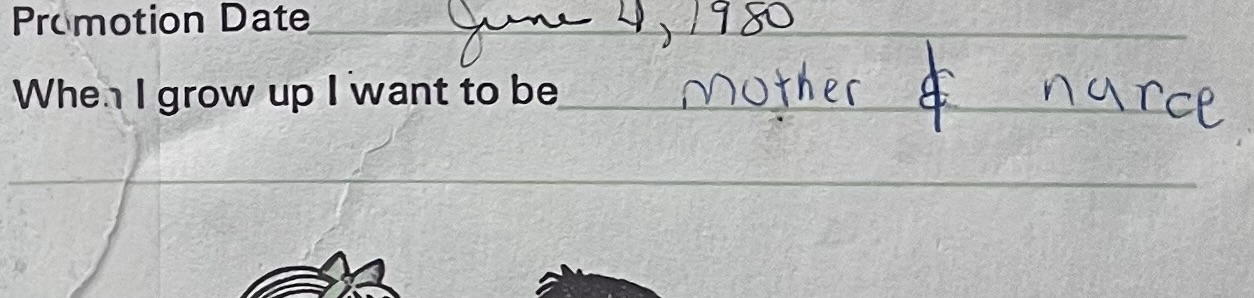 Promotion Date June 4, 1980
When I grow up I want to be mother & narce